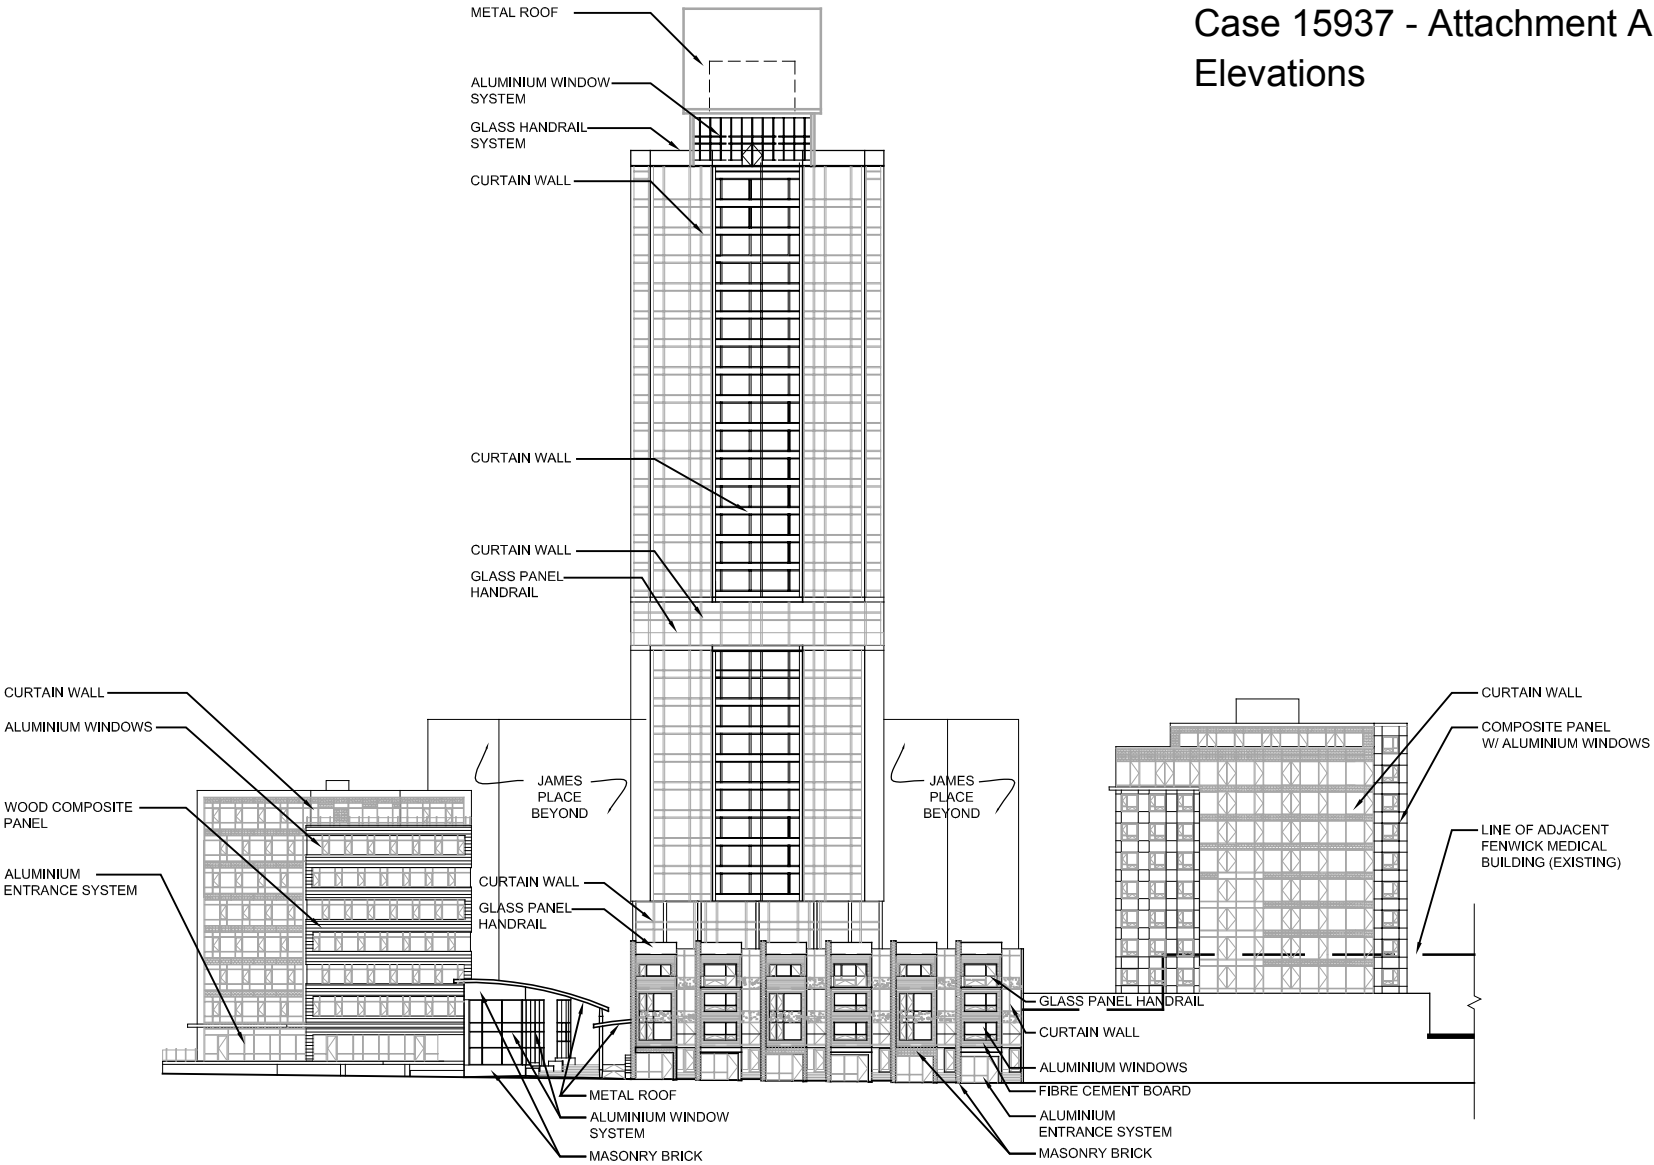 Case 15937 - Attachment A
Elevations
METAL ROOF
ALUMINIUM WINDOW
SYSTEM
GLASS HANDRAIL
SYSTEM
CURTAIN WALL
CURTAIN WALL
CURTAIN WALL
GLASS PANEL
HANDRAIL
CURTAIN WALL
ALUMINIUM WINDOWS
WOOD COMPOSITE
PANEL
ALUMINIUM
ENTRANCE SYSTEM
JAMES
PLACE
BEYOND
JAMES
PLACE
BEYOND
CURTAIN WALL
GLASS PANEL
HANDRAIL
CURTAIN WALL
COMPOSITE PANEL
W/ ALUMINIUM WINDOWS
LINE OF ADJACENT
FENWICK MEDICAL
BUILDING (EXISTING)
METAL ROOF
ALUMINIUM WINDOW
SYSTEM
MASONRY BRICK
GLASS PANEL HANDRAIL
CURTAIN WALL
ALUMINIUM WINDOWS
FIBRE CEMENT BOARD
ALUMINIUM
ENTRANCE SYSTEM
MASONRY BRICK